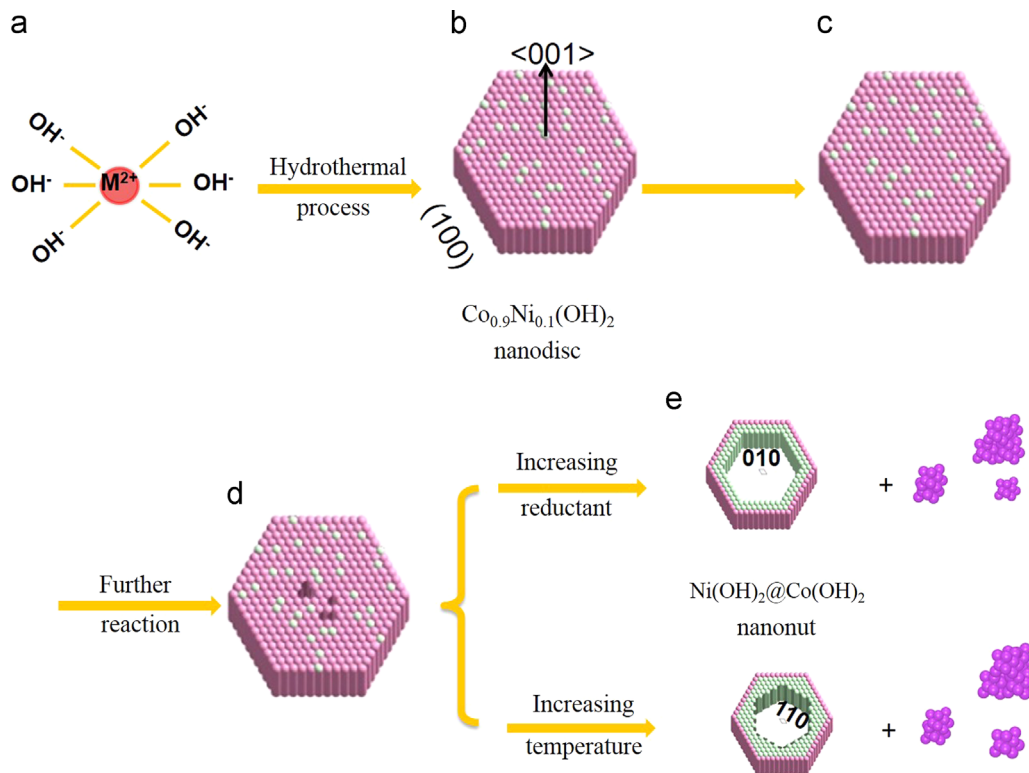 a
b
c
<001>
OH⁻
OH⁻
OH⁻
M²⁺
OH⁻
OH⁻
OH⁻
Hydrothermal
process
(100)
Co₀.₉Ni₀.₁(OH)₂
nanodisc
d
e
Further
reaction
Increasing
reductant
010
+
Ni(OH)₂@Co(OH)₂
nanonut
Increasing
temperature
110
+